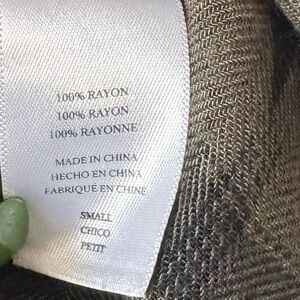 100% RAYON
100% RAYON
100% RAYONNE
MADE IN CHINA
HECHO EN CHINA
FABRIQUÉ EN CHINE
SMALL
CHICO
PETIT